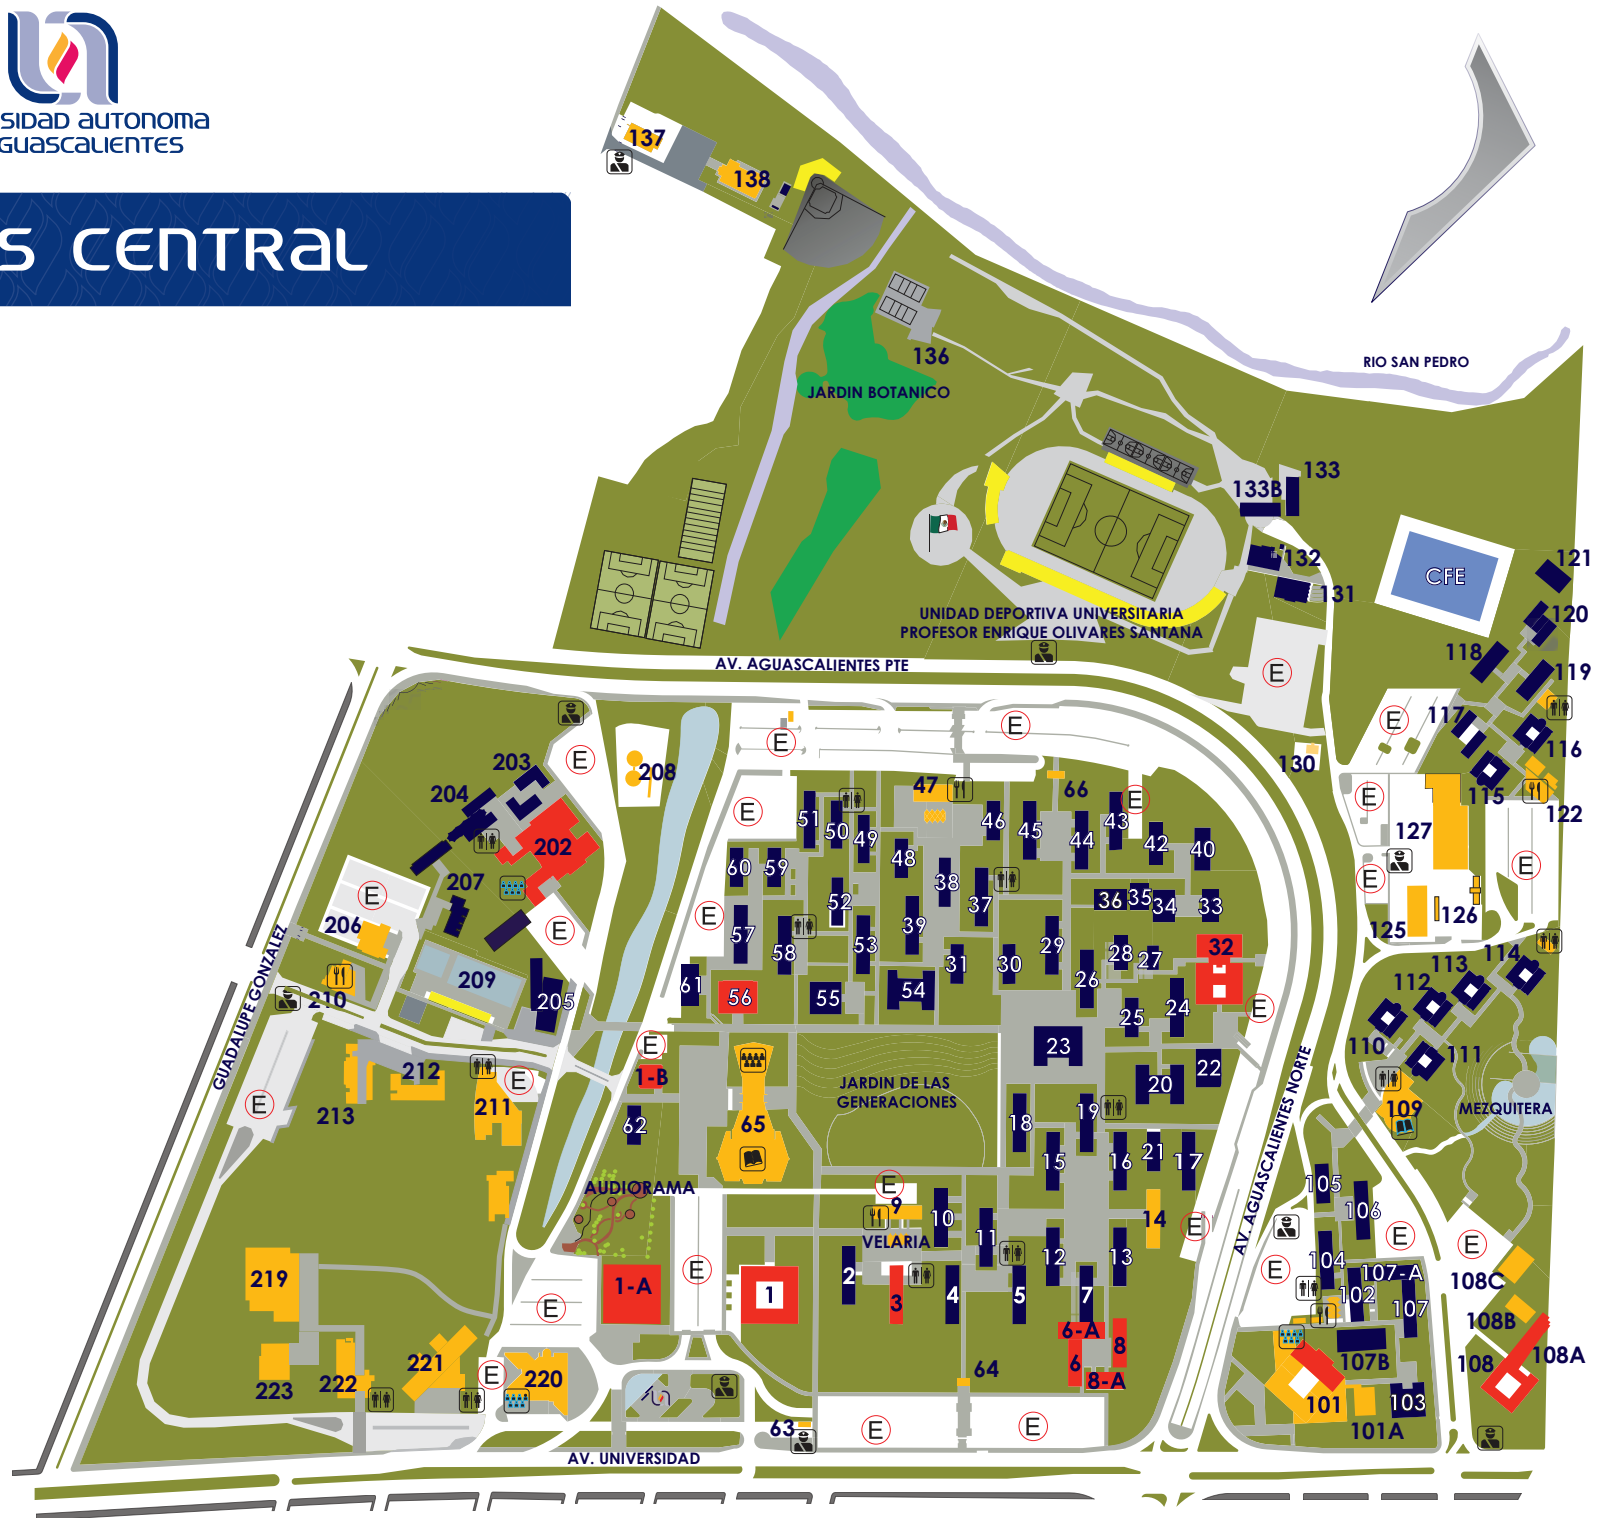 SIDAD AUTONOMA
GUASCALIENTES
S CENTRAL
137
138
136
JARDIN BOTANICO
RIO SAN PEDRO
133
133B
132
131
CFE
121
120
118
119
117
116
115
122
130
UNIDAD DEPORTIVA UNIVERSITARIA
PROFESOR ENRIQUE OLIVARES SANTANA
E
AV. AGUASCALIENTES PTE
E
E
E
E
E
203
204
208
202
207
E
206
E
209
210
205
GUADALUPE GONZALEZ
213
212
211
E
E
47
66
E
E
51
50
49
48
46
45
44
43
42
40
60
59
52
38
37
36
35
34
33
E
57
58
53
39
29
28
27
32
61
56
55
54
31
30
26
25
24
E
23
22
20
E
1-B
62
65
JARDIN DE LAS
GENERACIONES
18
19
15
16
21
17
AUDIORAMA
E
9
10
VELARIA
11
12
13
14
E
2
3
4
5
7
6-A
6
8
8-A
1-A
E
1
64
63
E
E
219
223
222
221
220
E
E
AV. UNIVERSIDAD
AV. AGUASCALIENTES NORTE
E
127
E
E
125
126
114
113
112
110
111
109
MEZQUITERA
105
106
104
E
E
E
107-A
102
107
107B
101
101A
103
108C
108B
108
108A